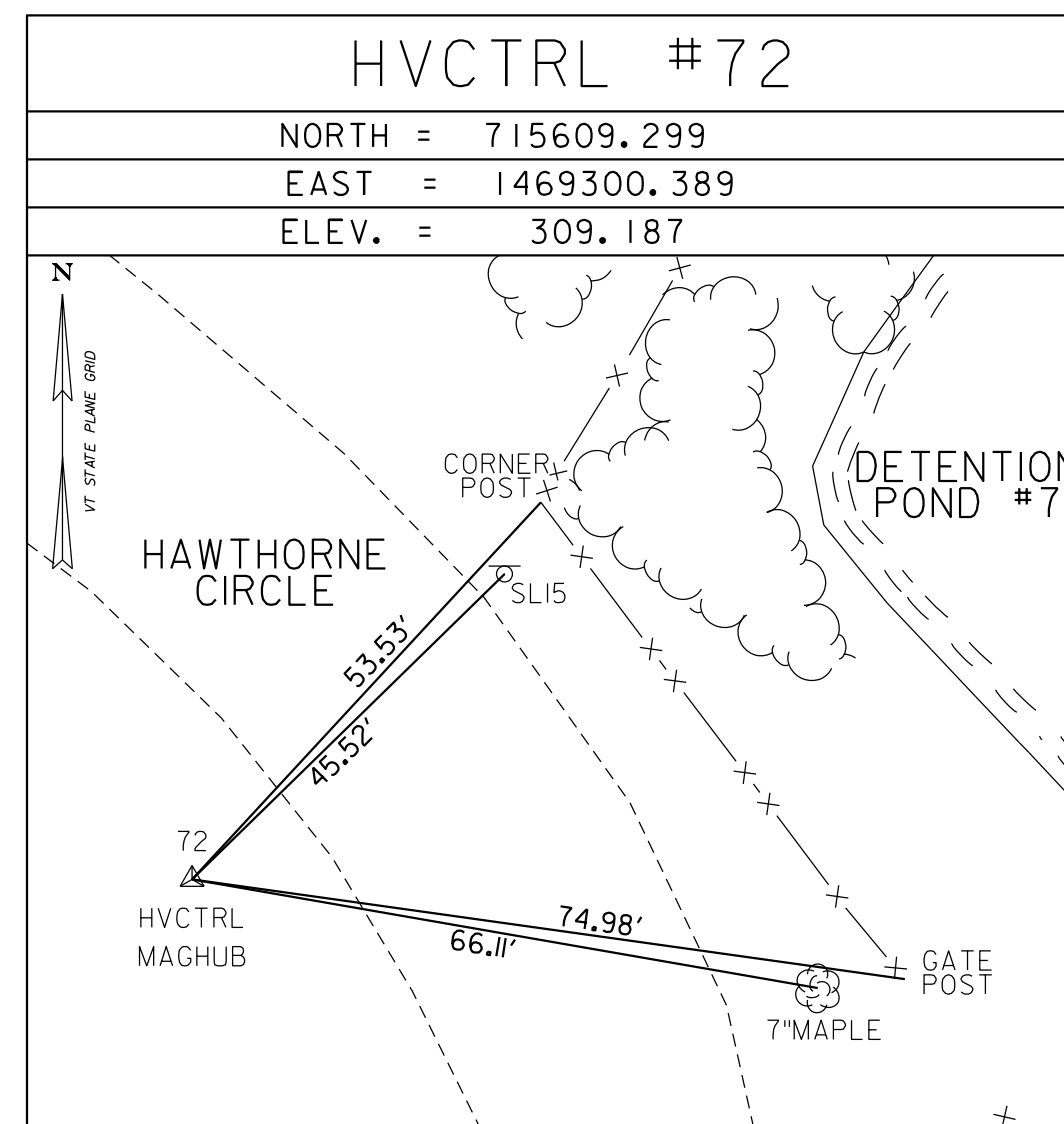 HVCTRL #72
NORTH = 715609.299
EAST = 1469300.389
ELEV. = 309.187
N
VT STATE PLANE GRID
CORNER
POST
DETENTION
POND #7
HAWTHORNE
CIRCLE
SL15
53.53'
45.52'
72
HVCTRL
MAGHUB
74.98'
66.11'
GATE
POST
7"MAPLE